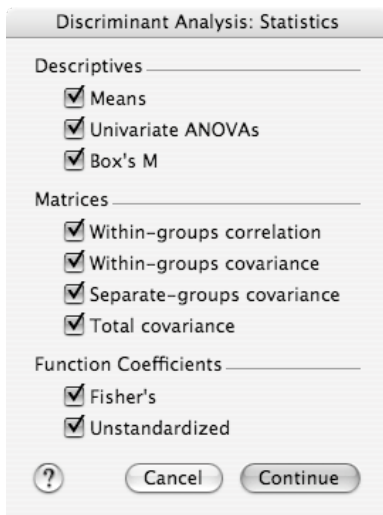 Discriminant Analysis: Statistics
Descriptives
Means
Univariate ANOVAs
Box's M
Matrices
Within-groups correlation
Within-groups covariance
Separate-groups covariance
Total covariance
Function Coefficients
Fisher's
Unstandardized
? Cancel Continue